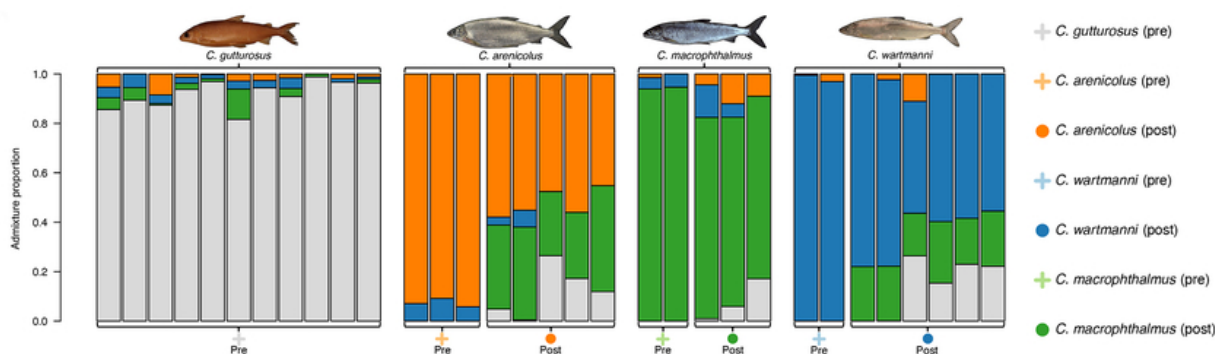 C. gutturosus
C. arenicolus
C. macrophthalmus
C. wartmanni
Admixture proportion
1.0
0.8
0.6
0.4
0.2
0.0
Pre
Pre
Post
Pre
Post
Pre
Post
C. gutturosus (pre)
C. arenicolus (pre)
C. arenicolus (post)
C. wartmanni (pre)
C. wartmanni (post)
C. macrophthalmus (pre)
C. macrophthalmus (post)